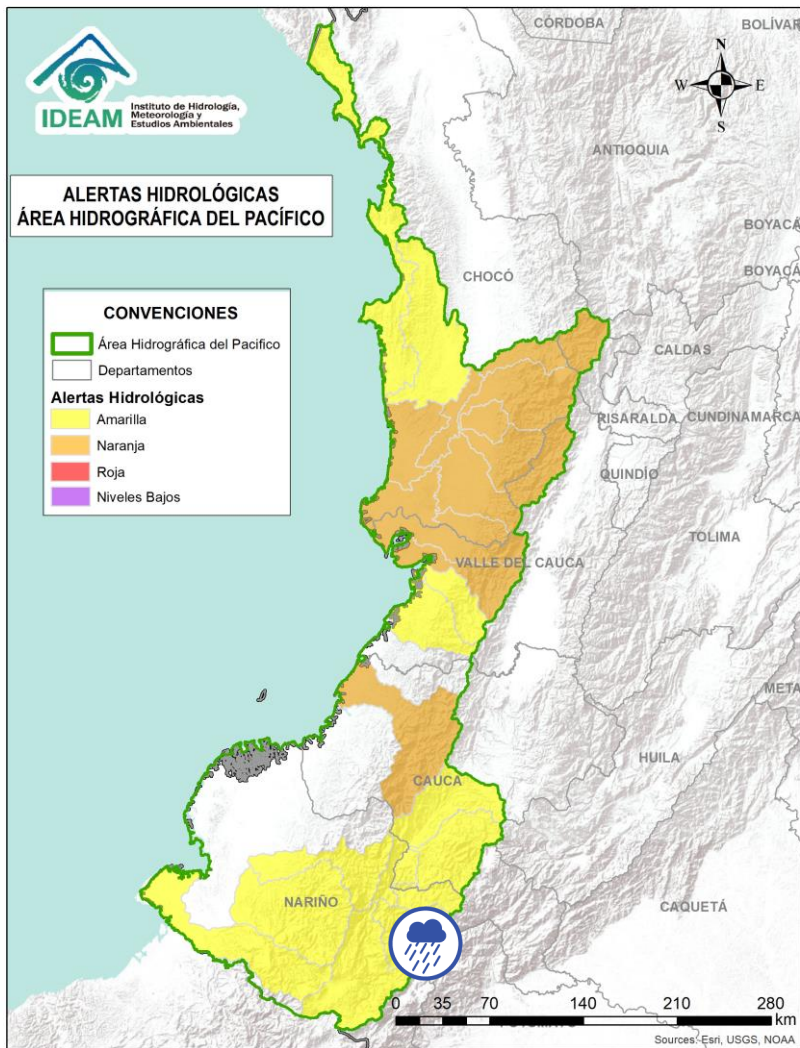 IDEAM
Instituto de Hidrología,
Meteorología y
Estudios Ambientales
ALERTAS HIDROLÓGICAS
ÁREA HIDROGRÁFICA DEL PACÍFICO
CONVENCIONES
Área Hidrográfica del Pacifico
Departamentos
Alertas Hidrológicas
Amarilla
Naranja
Roja
Niveles Bajos
CÓRDOBA
BOLÍVAR
N
W
E
S
ANTIOQUIA
BOYACÁ
BOYACÁ
CHOCÓ
CALDAS
RISARALDA
CUNDINAMARCA
QUINDÍO
TOLIMA
VALLE DEL CAUCA
META
HUILA
CAUCA
CAQUETÁ
NARIÑO
0 35 70 140 210 280
km
Sources: Esri, USGS, NOAA